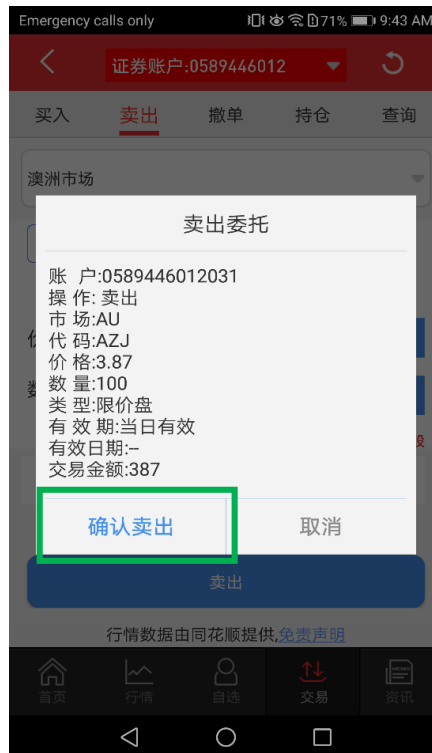 Emergency calls only 71% 9:43 AM
证券账户:0589446012
买入 卖出 撤单 持仓 查询
澳洲市场
卖出委托
账 户:0589446012031
操 作: 卖出
市 场:AU
代 码:AZJ
价 格:3.87
数 量:100
类 型:限价盘
有 效 期:当日有效
有效日期:--
交易金额:387
确认卖出 取消
卖出
行情数据由同花顺提供,免责声明
首页 行情 自选 交易 资讯